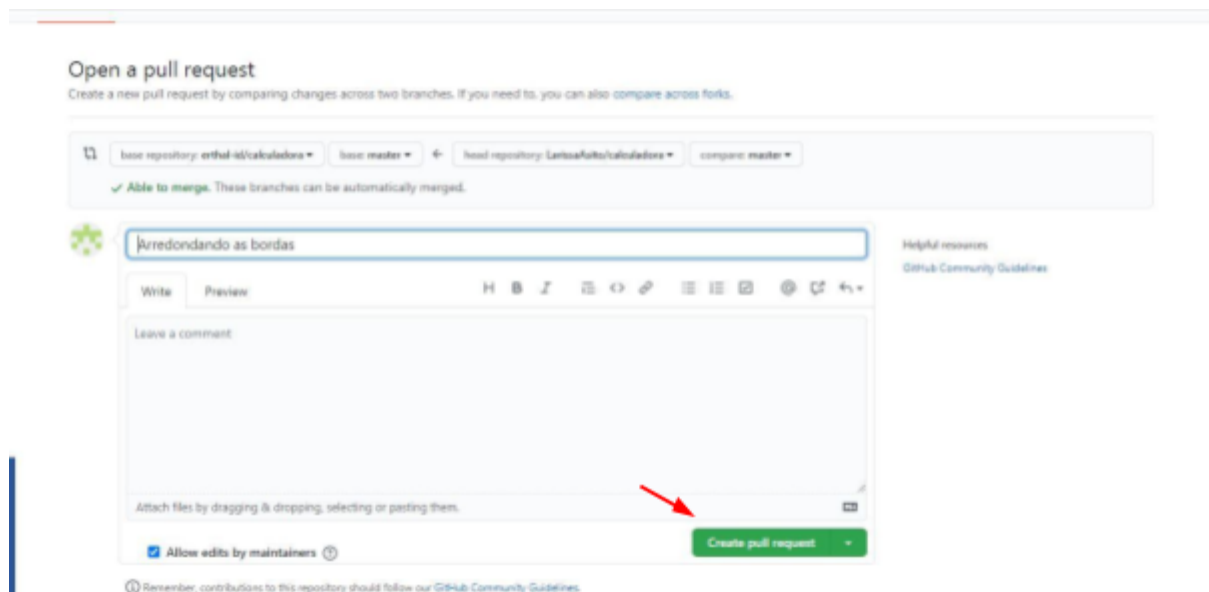 Open a pull request
Create a new pull request by comparing changes across two branches. If you need to, you can also compare across forks.
base repository: erthal-id/calculadora
base: master
head repository: LarissaAsito/calculadora
compare: master
Able to merge. These branches can be automatically merged.
Arredondando as bordas
Helpful resources
GitHub Community Guidelines
Write Preview
H B I
Leave a comment
Attach files by dragging & dropping, selecting or pasting them.
Allow edits by maintainers
Create pull request
Remember, contributions to this repository should follow our GitHub Community Guidelines.